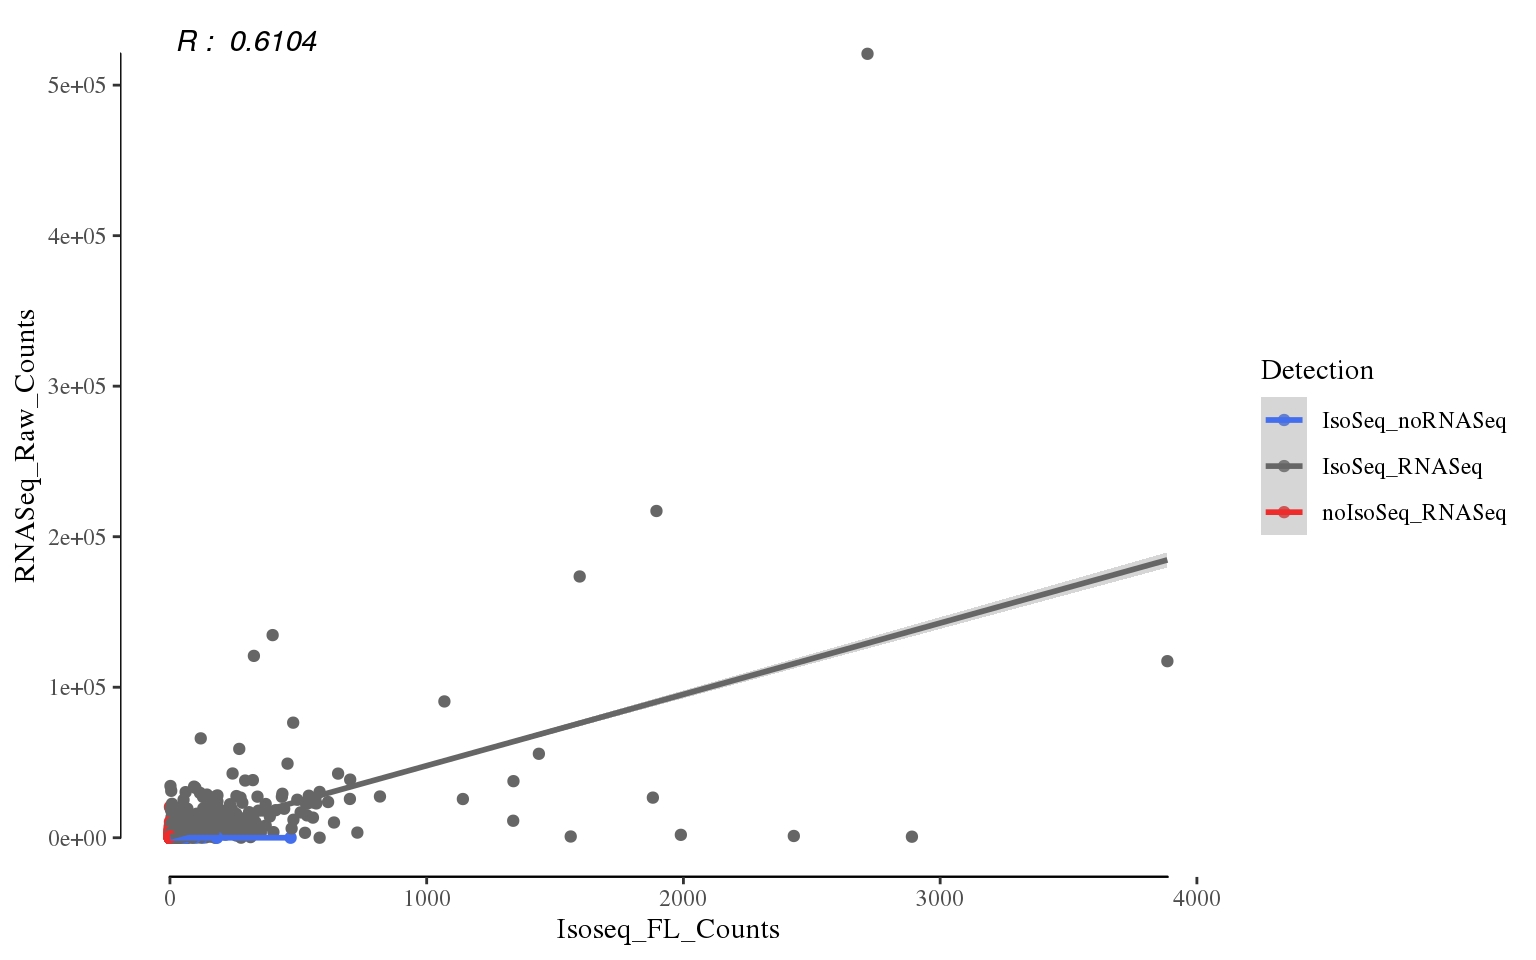 R : 0.6104
5e+05
4e+05
3e+05
2e+05
1e+05
0e+00
RNASeq_Raw_Counts
0
1000
2000
3000
4000
Isoseq_FL_Counts
Detection
IsoSeq_noRNASeq
IsoSeq_RNASeq
noIsoSeq_RNASeq